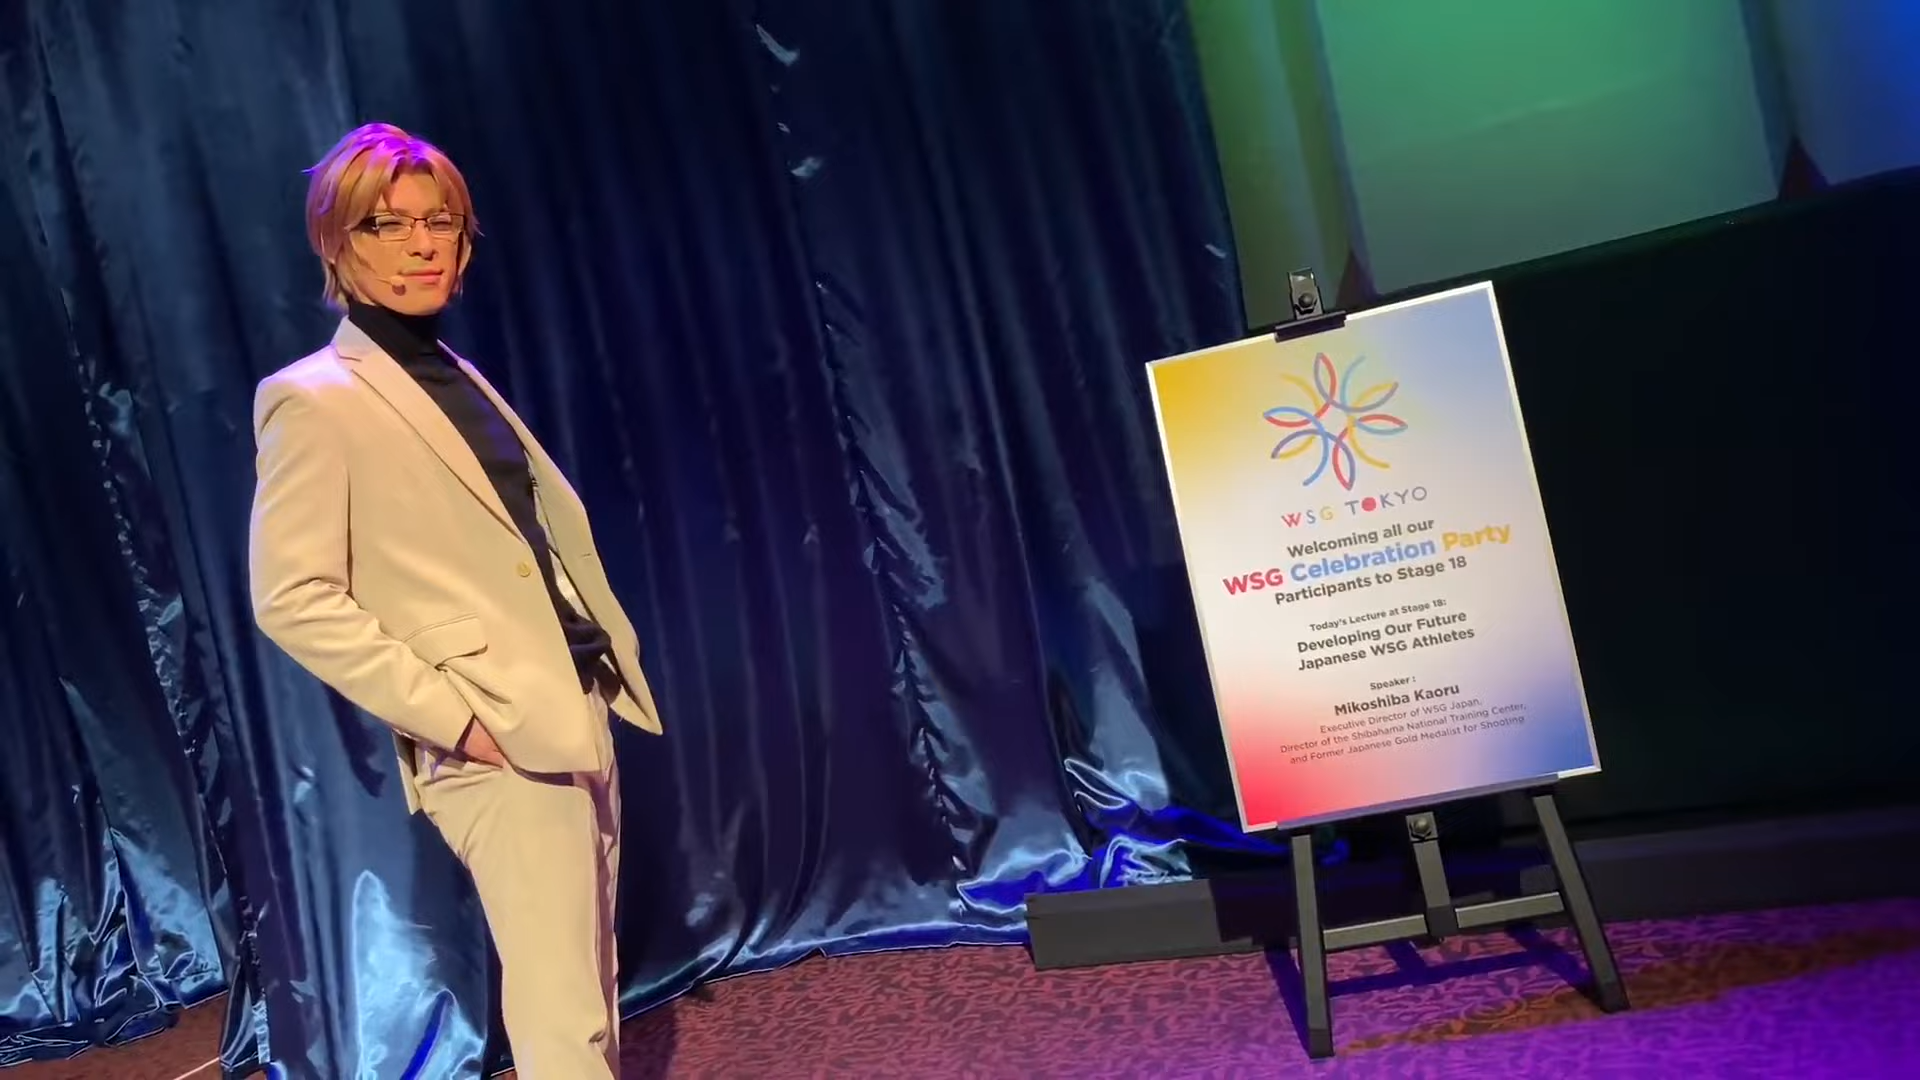 WSG TOKYO
Welcoming all our
WSG Celebration Party
Participants to Stage 18
Today's Lecture at Stage 18:
Developing Our Future
Japanese WSG Athletes
Speaker :
Mikoshiba Kaoru
Executive Director of WSG Japan,
Director of the Shibahama National Training Center,
and Former Japanese Gold Medalist for Shooting